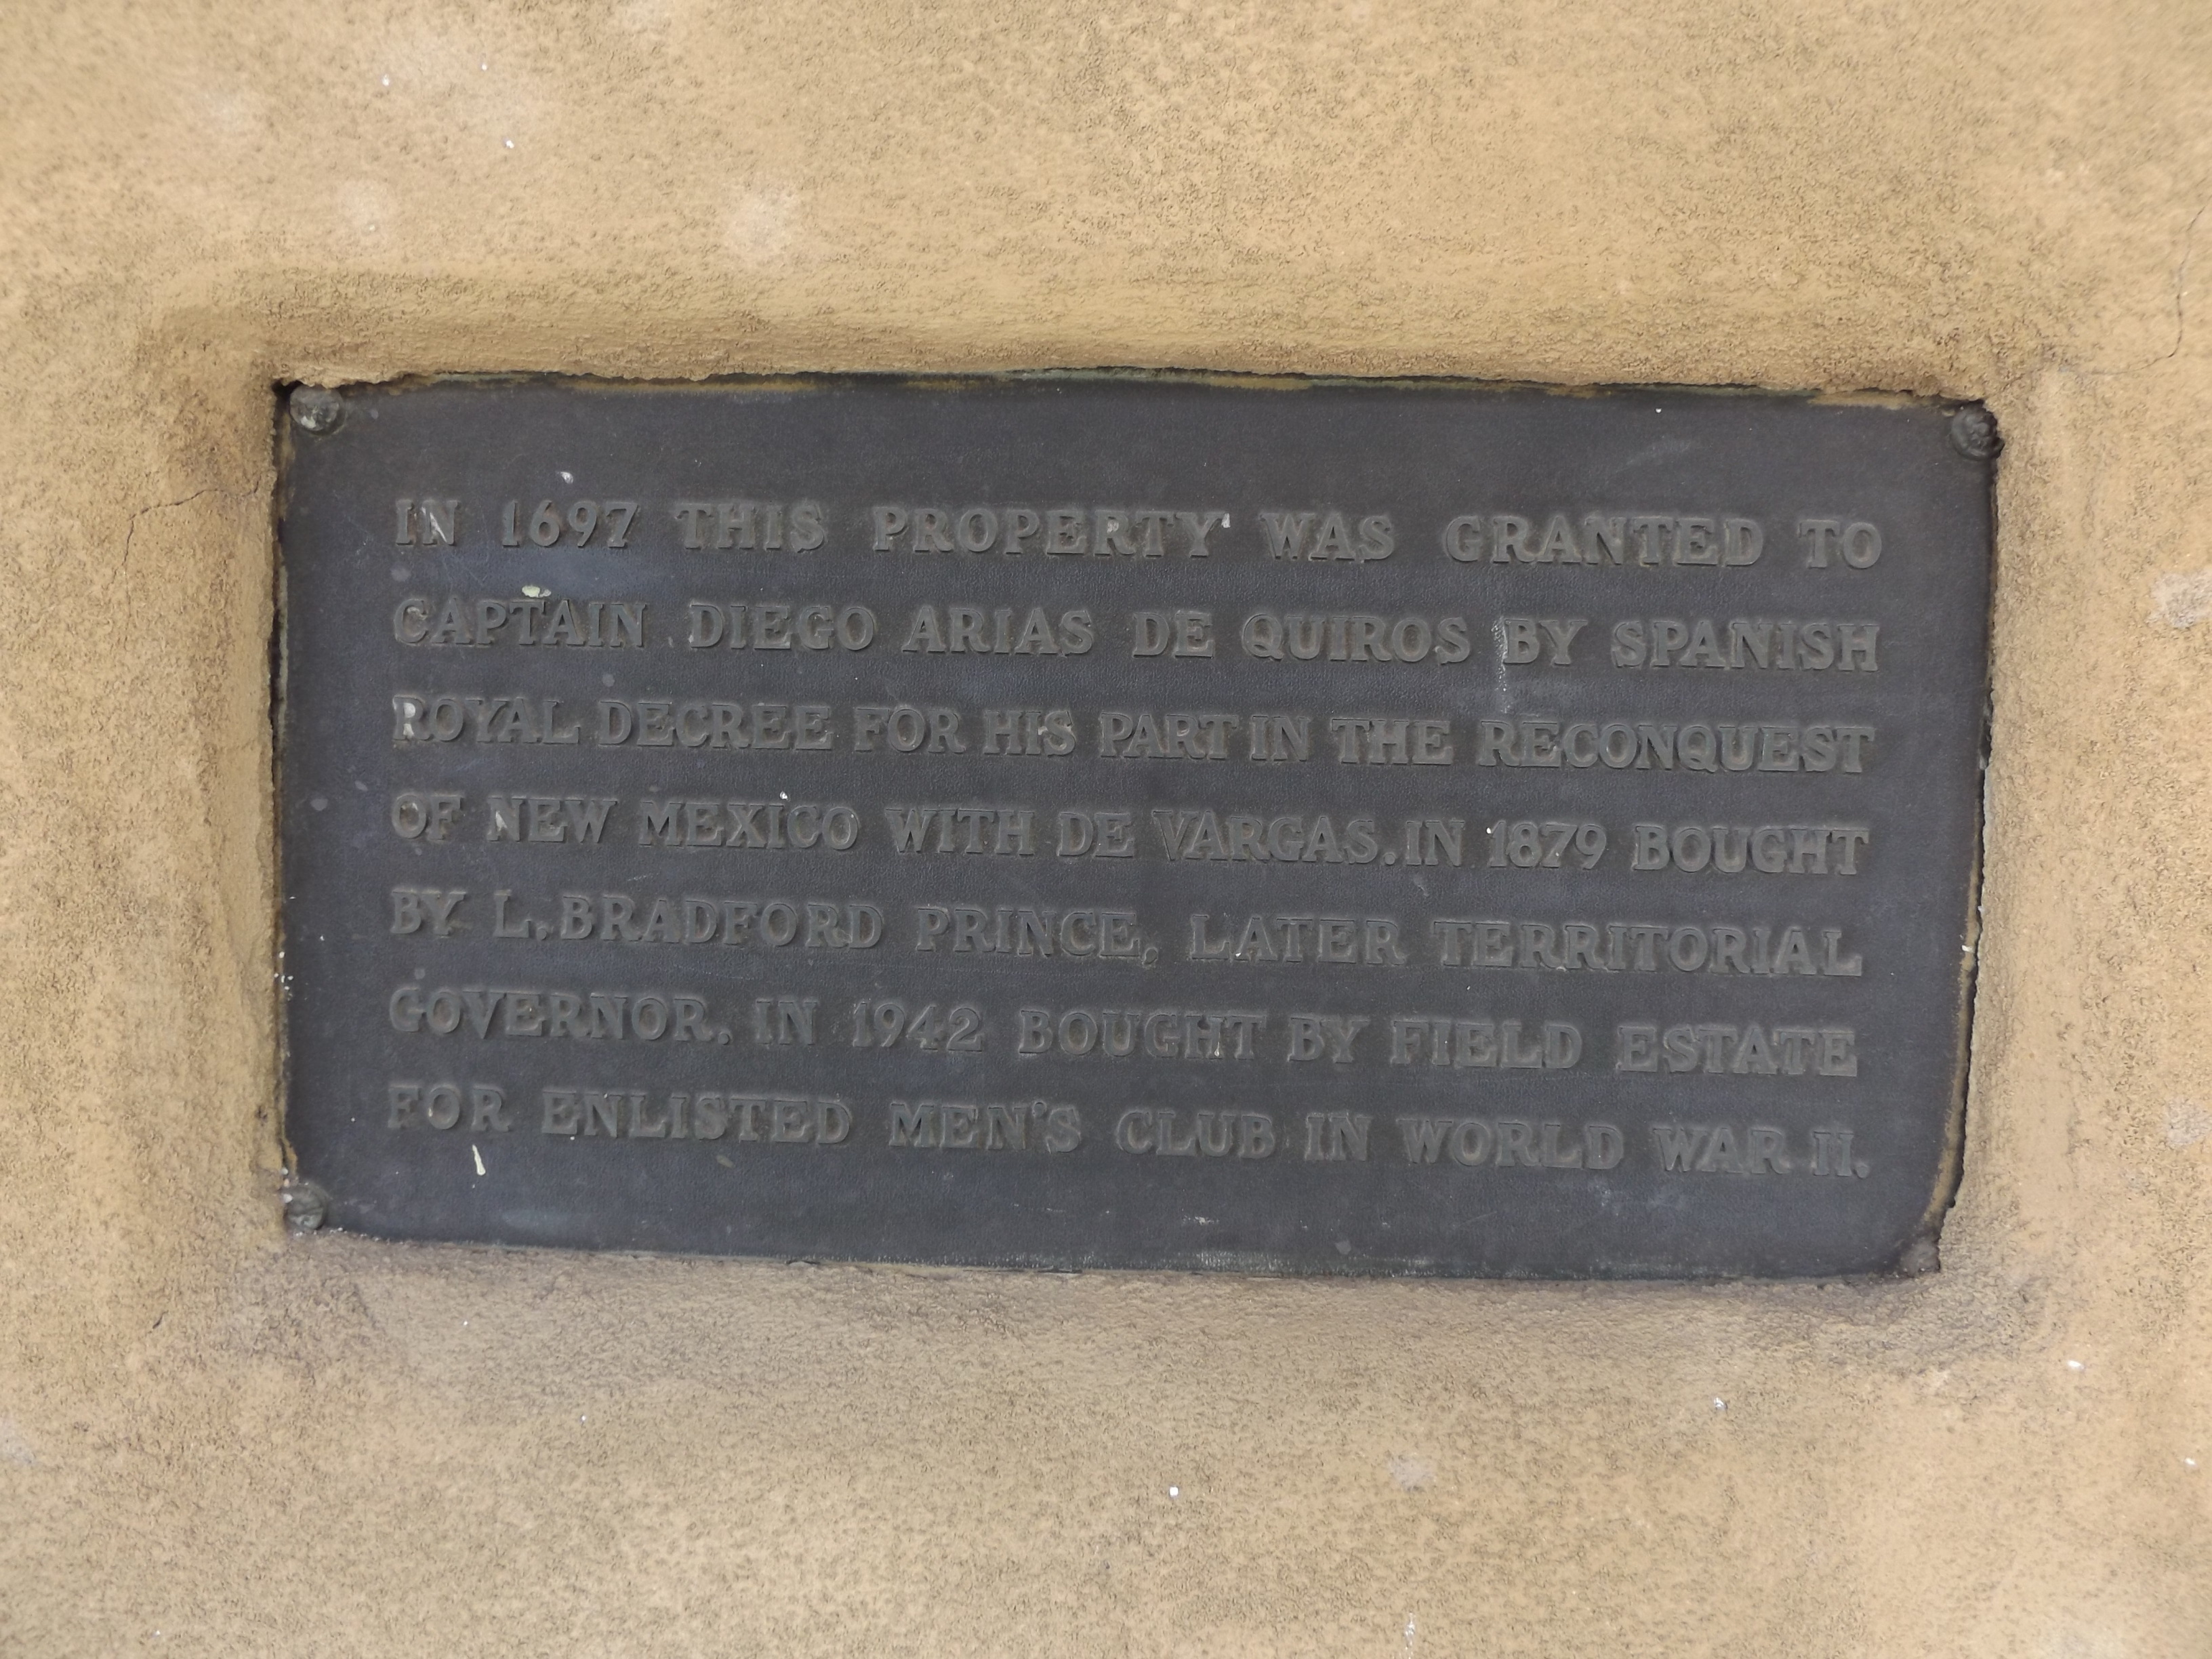 IN 1697 THIS PROPERTY WAS GRANTED TO
CAPTAIN DIEGO ARIAS DE QUIROS BY SPANISH
ROYAL DECREE FOR HIS PART IN THE RECONQUEST
OF NEW MEXICO WITH DE VARGAS. IN 1879 BOUGHT
BY L. BRADFORD PRINCE, LATER TERRITORIAL
GOVERNOR. IN 1942 BOUGHT BY FIELD ESTATE
FOR ENLISTED MEN'S CLUB IN WORLD WAR II.